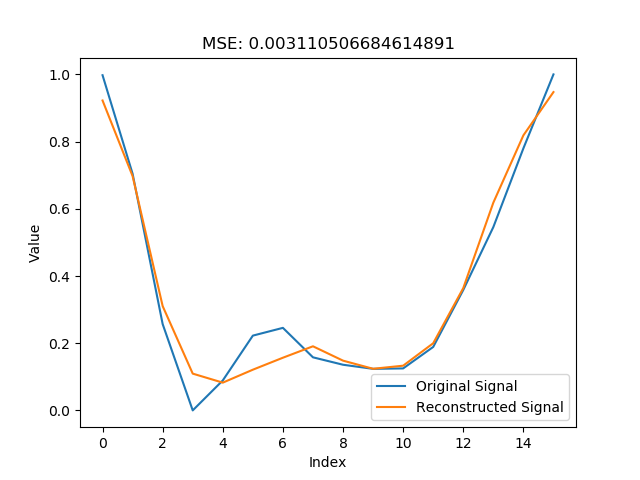 MSE: 0.003110506684614891
1.0
0.8
0.6
0.4
0.2
0.0
Value
Original Signal
Reconstructed Signal
0 2 4 6 8 10 12 14
Index